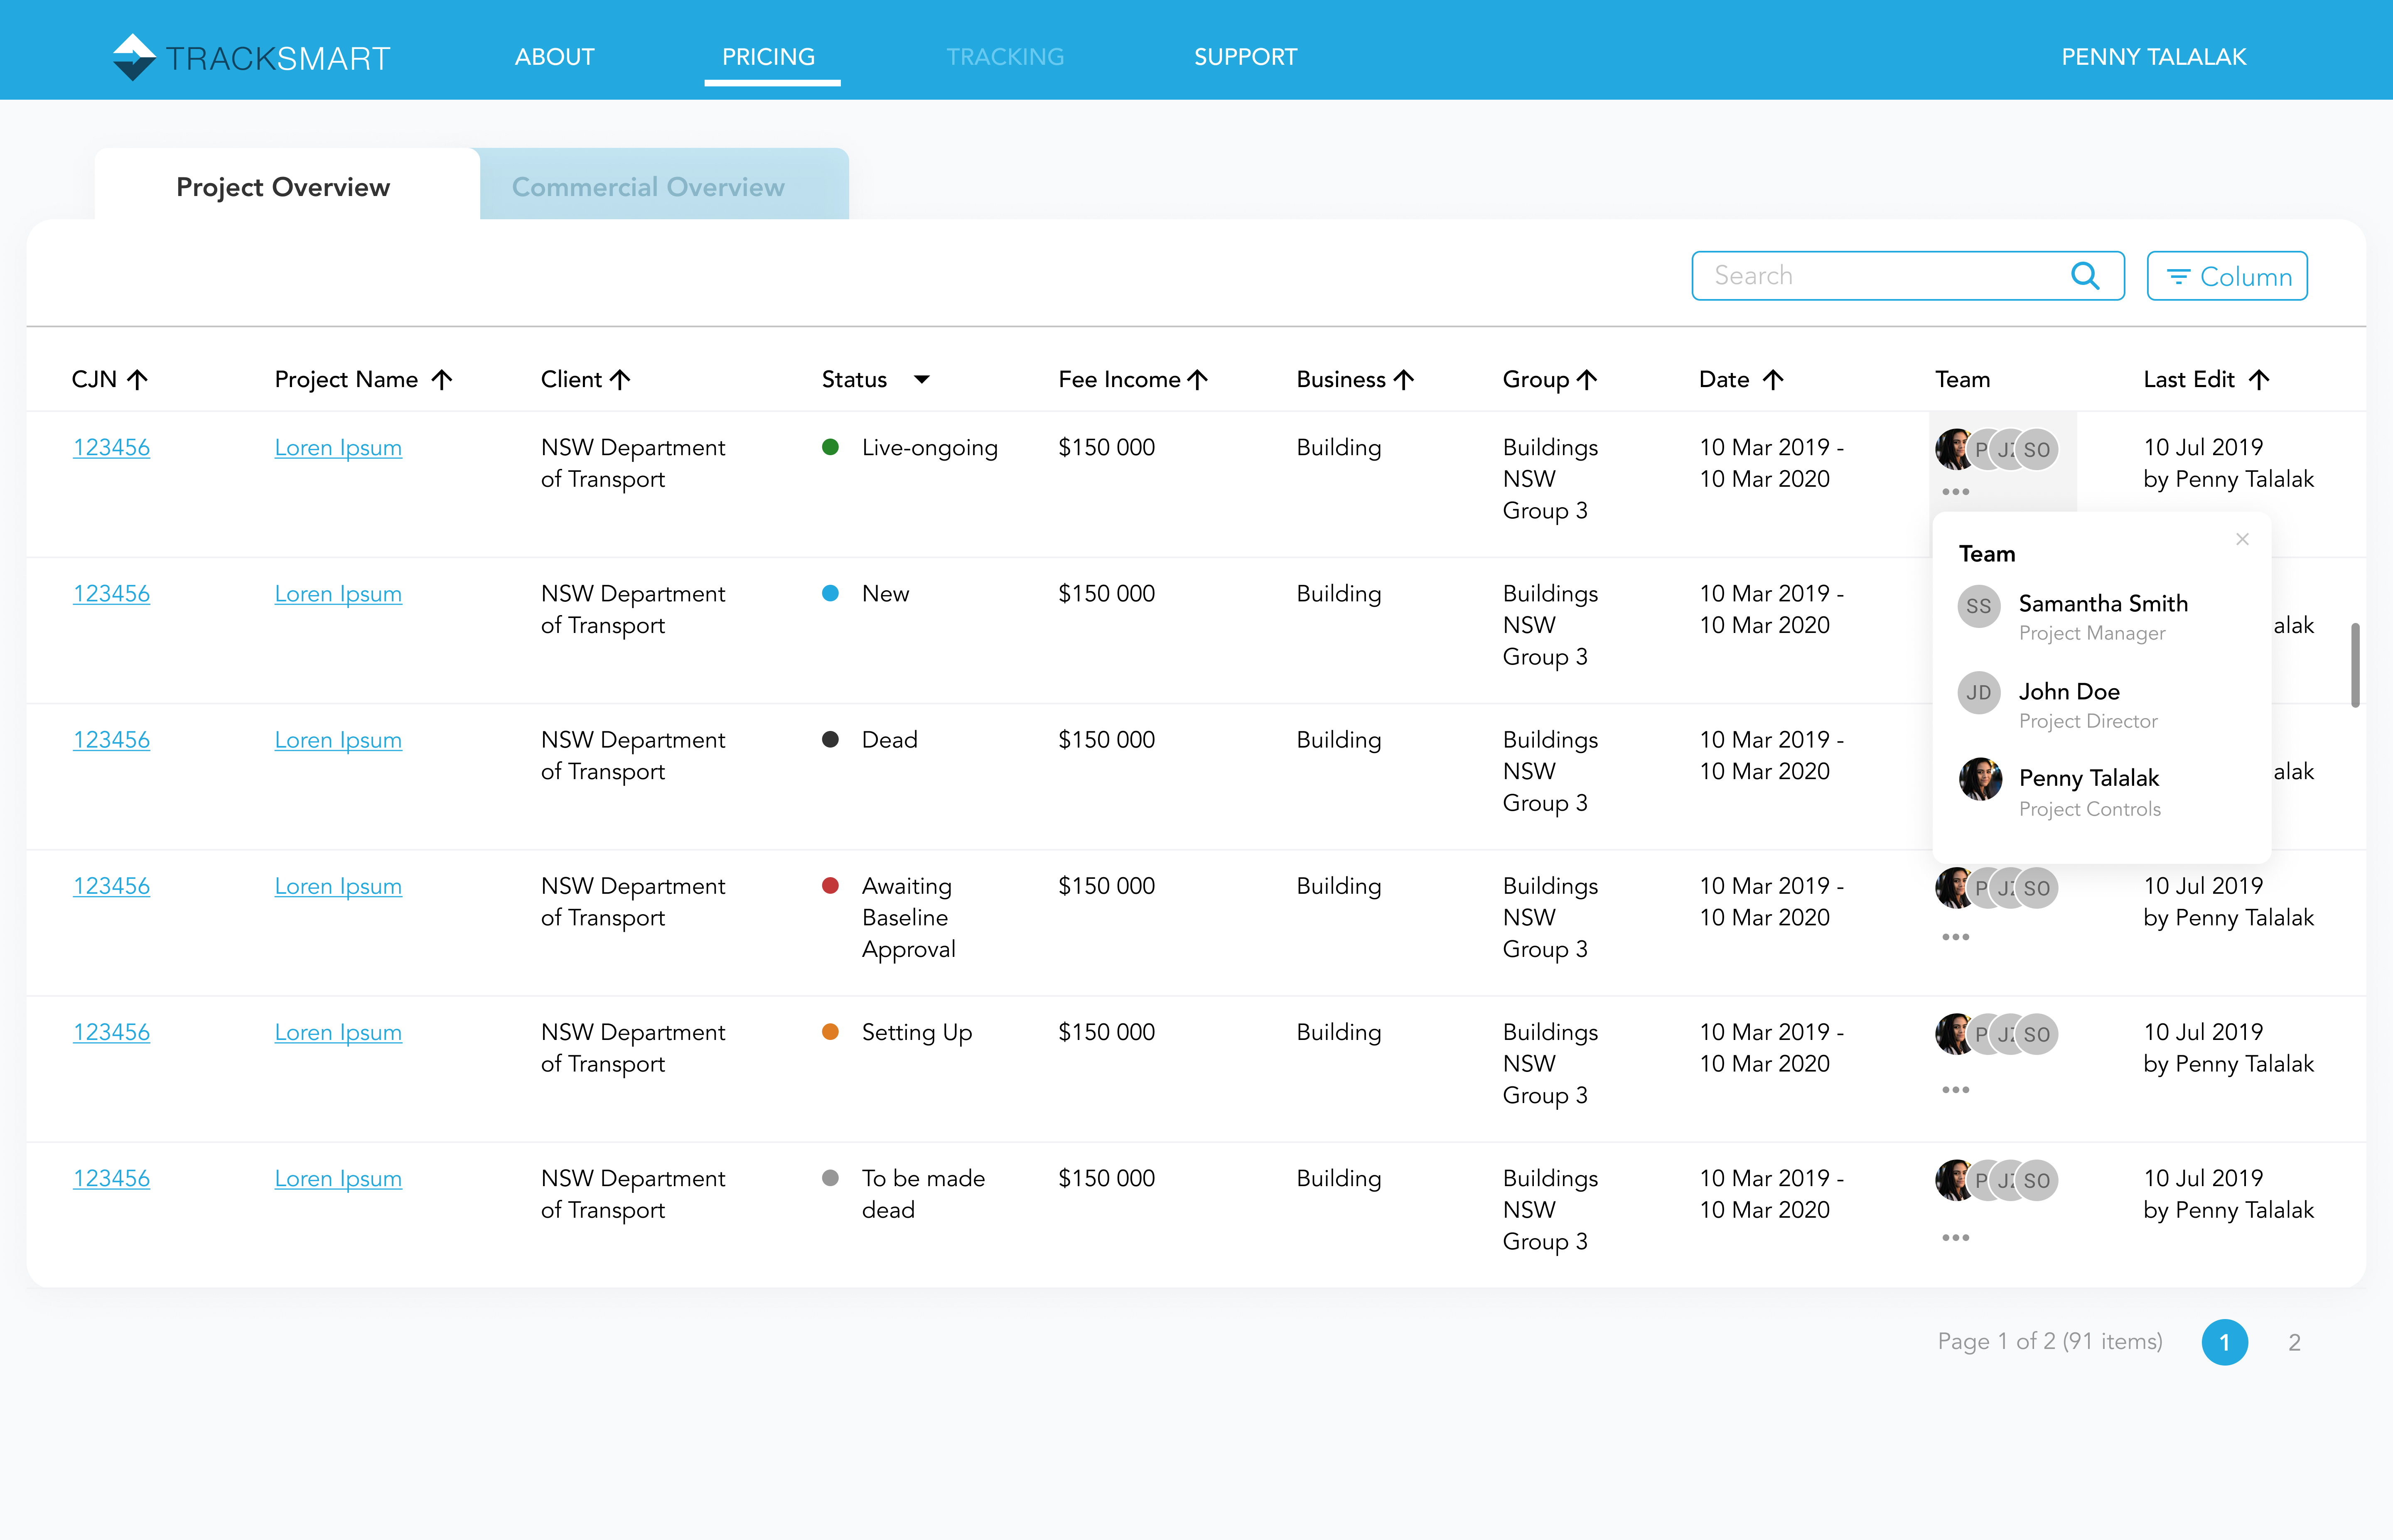 TRACKSMART ABOUT PRICING TRACKING SUPPORT PENNY TALALAK
Project Overview Commercial Overview
Search Column
CJN Project Name Client Status Fee Income Business Group Date Team Last Edit
123456 Loren Ipsum NSW Department Live-ongoing $150 000 Building Buildings 10 Mar 2019 - P SO 10 Jul 2019
of Transport NSW 10 Mar 2020 by Penny Talalak
Group 3
Team
Samantha Smith
SS
Project Manager
John Doe
JD
Project Director
Penny Talalak
Project Controls
123456 Loren Ipsum NSW Department New $150 000 Building Buildings 10 Mar 2019 -
of Transport NSW 10 Mar 2020 alak
Group 3
123456 Loren Ipsum NSW Department Dead $150 000 Building Buildings 10 Mar 2019 -
of Transport NSW 10 Mar 2020 alak
Group 3
123456 Loren Ipsum NSW Department Awaiting $150 000 Building Buildings 10 Mar 2019 - P SO 10 Jul 2019
of Transport Baseline NSW 10 Mar 2020 by Penny Talalak
Approval Group 3
123456 Loren Ipsum NSW Department Setting Up $150 000 Building Buildings 10 Mar 2019 - P SO 10 Jul 2019
of Transport NSW 10 Mar 2020 by Penny Talalak
Group 3
123456 Loren Ipsum NSW Department To be made $150 000 Building Buildings 10 Mar 2019 - P SO 10 Jul 2019
of Transport dead NSW 10 Mar 2020 by Penny Talalak
Group 3
Page 1 of 2 (91 items) 1 2